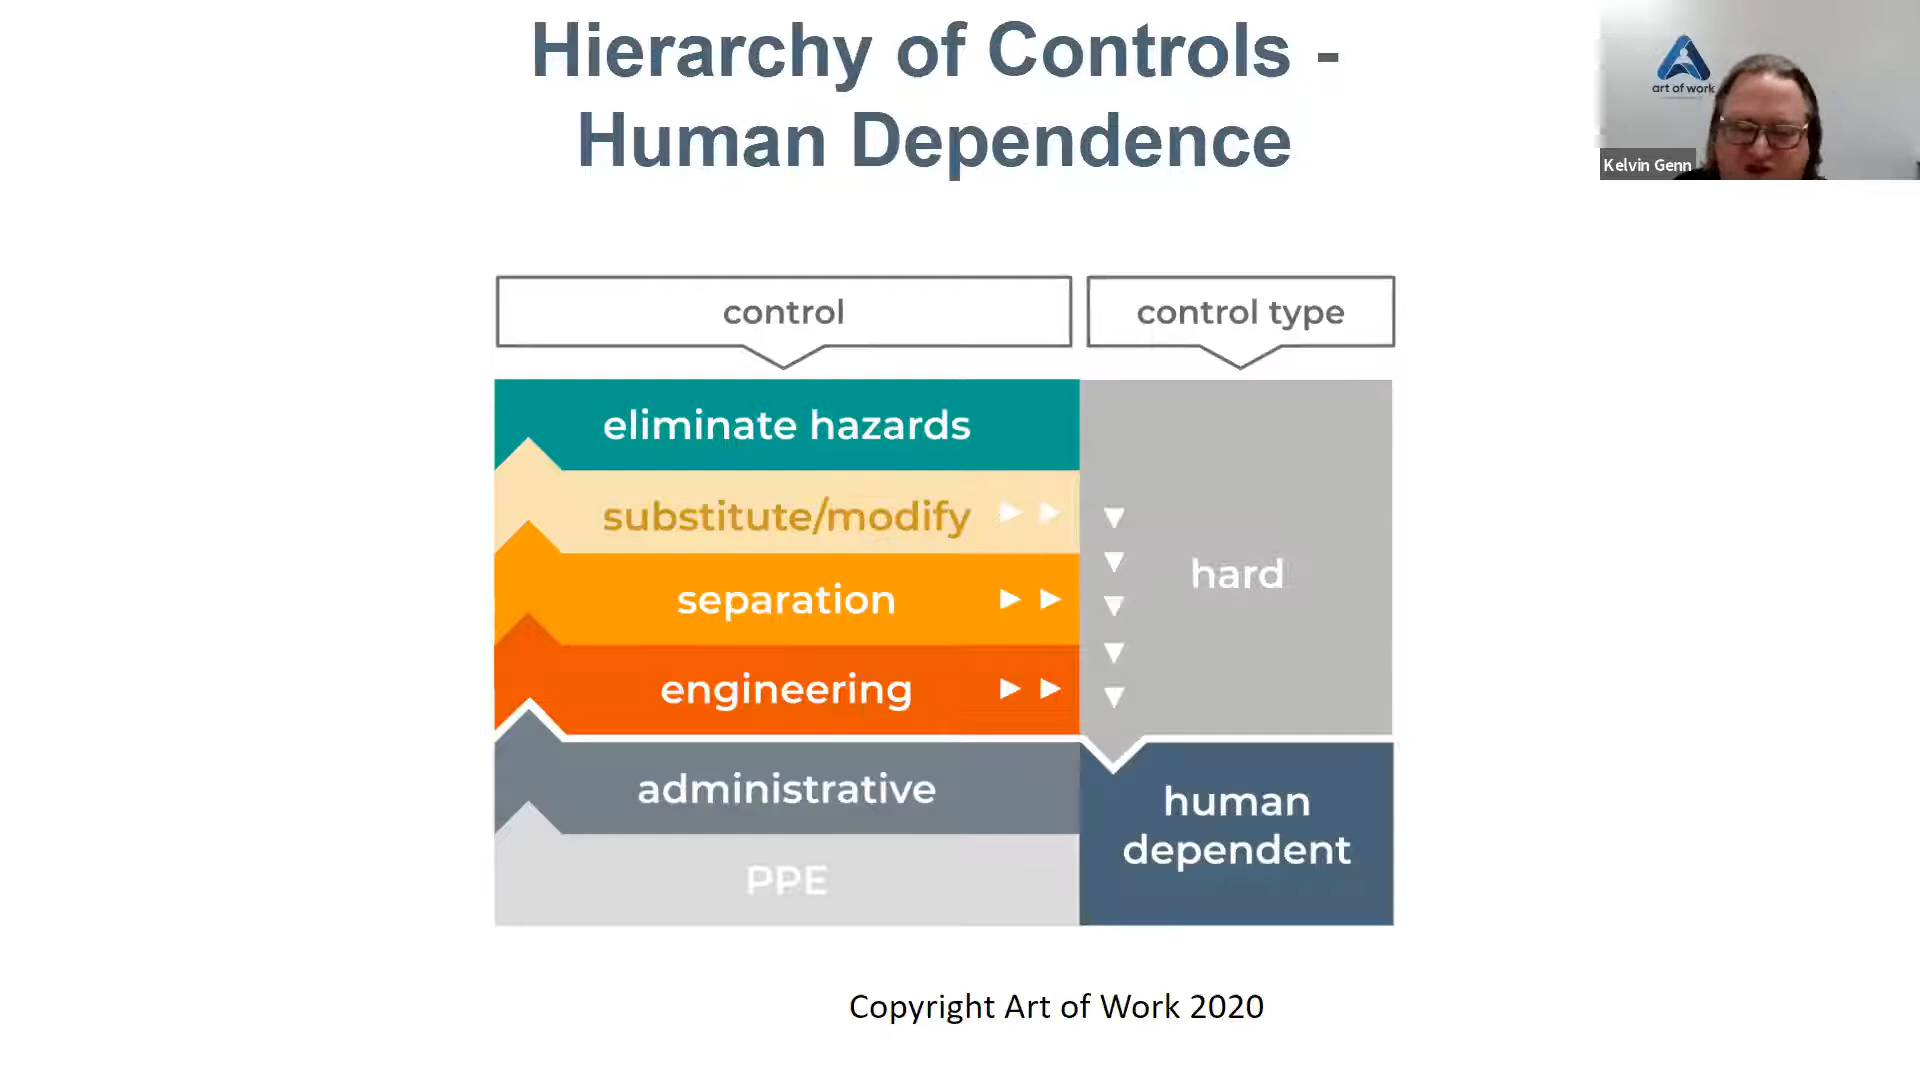 Hierarchy of Controls -
Human Dependence
art of work
Kelvin Genn
control
control type
eliminate hazards
substitute/modify
separation
hard
engineering
administrative
human
dependent
PPE
Copyright Art of Work 2020